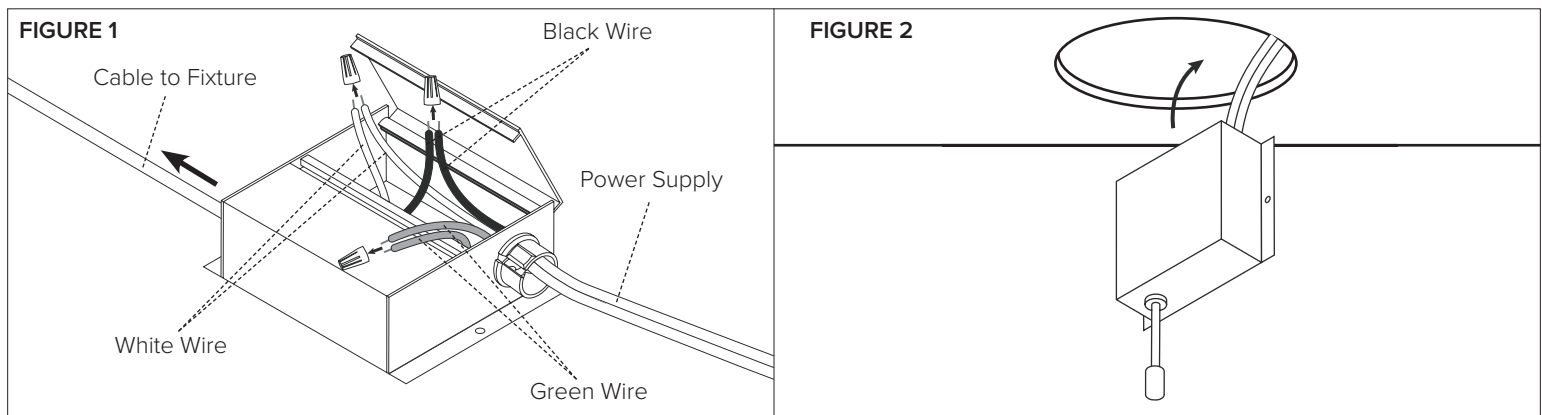 FIGURE 1
Black Wire
Cable to Fixture
Power Supply
White Wire
Green Wire
FIGURE 2